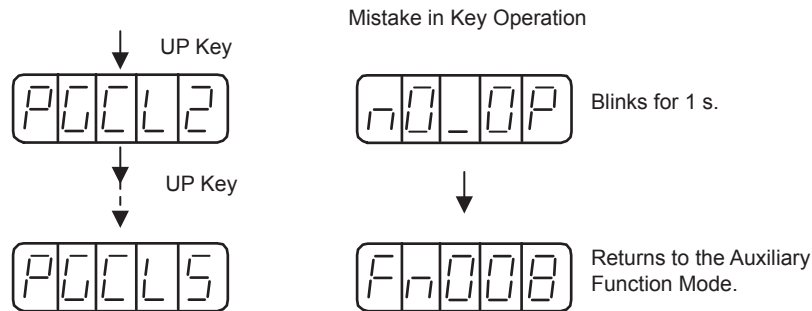 Mistake in Key Operation
UP Key
PGCL2
n0_0P
Blinks for 1 s.
UP Key
PGCL5
Fn008
Returns to the Auxiliary
Function Mode.